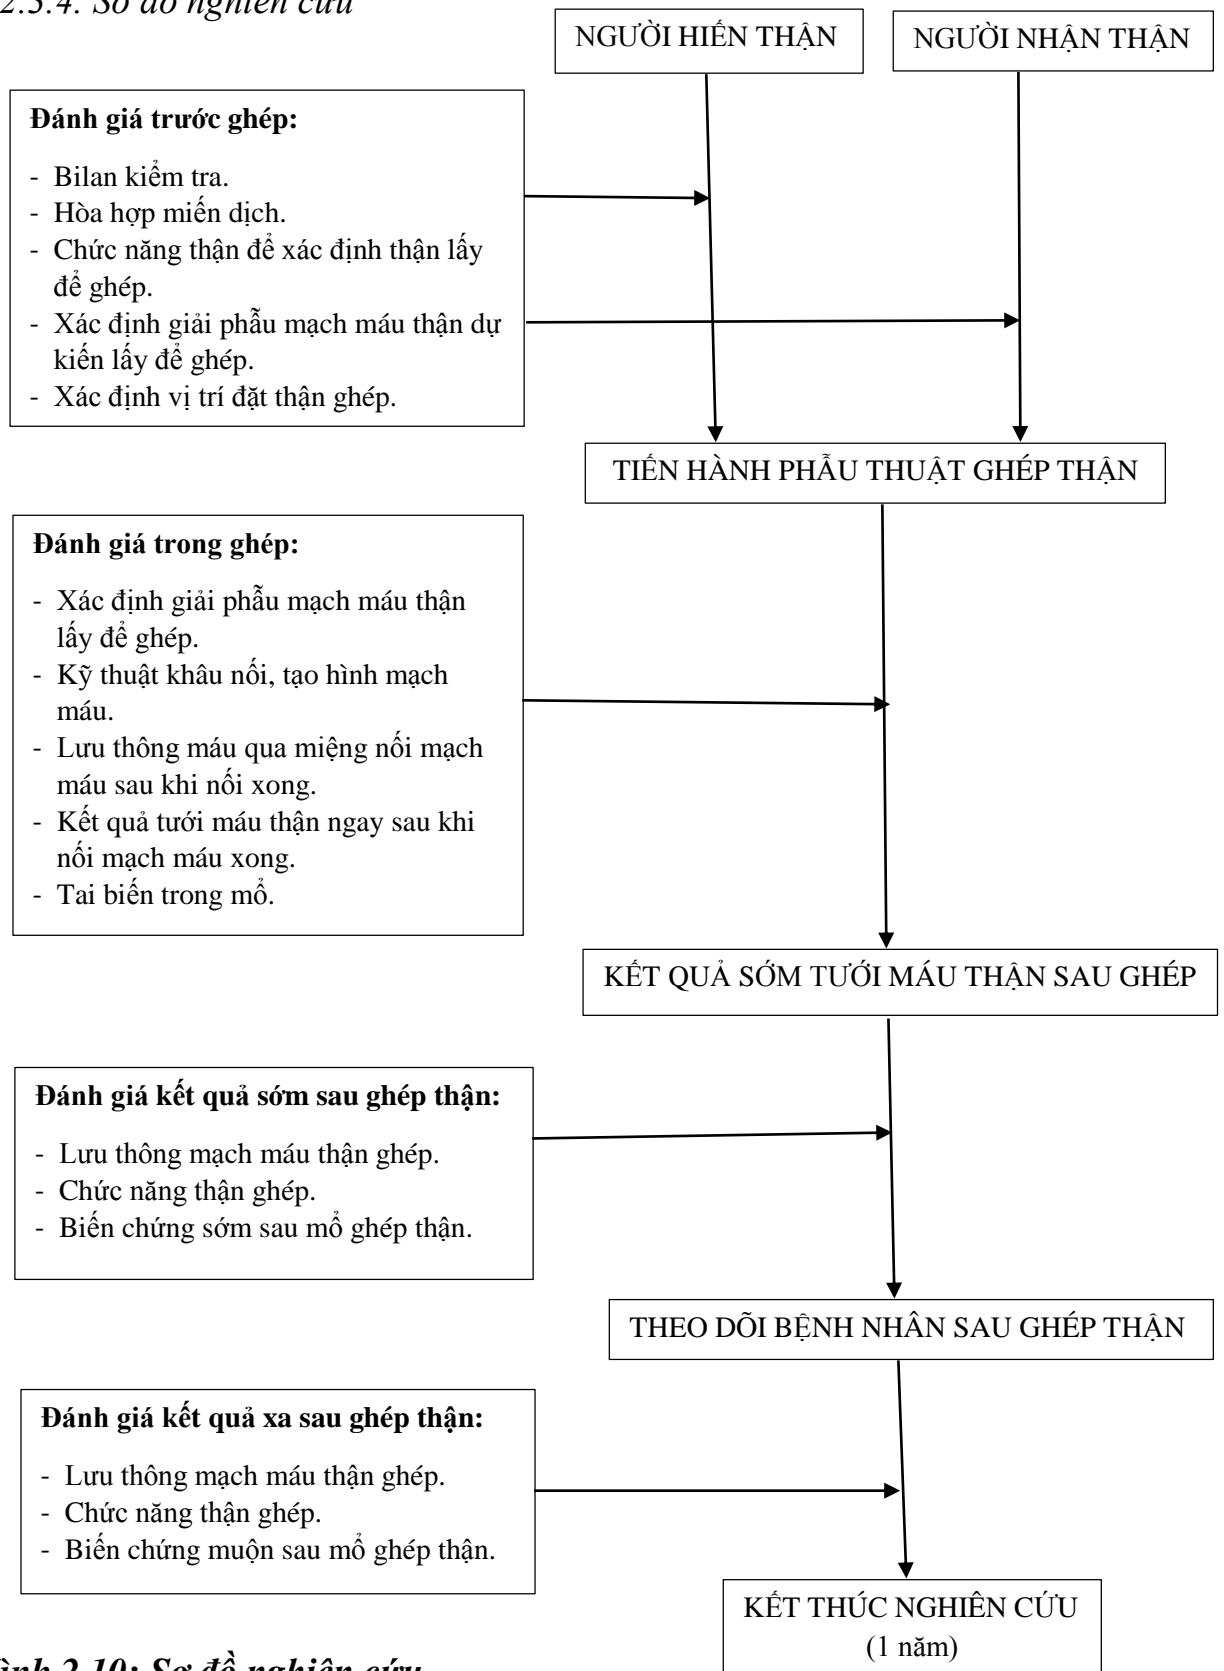 2.3.4. Sơ đồ nghiên cứu
NGƯỜI HIẾN THẬN
NGƯỜI NHẬN THẬN
Đánh giá trước ghép:
- Bilan kiểm tra.
- Hòa hợp miến dịch.
- Chức năng thận để xác định thận lấy
để ghép.
- Xác định giải phẫu mạch máu thận dự
kiến lấy để ghép.
- Xác định vị trí đặt thận ghép.
TIẾN HÀNH PHẪU THUẬT GHÉP THẬN
Đánh giá trong ghép:
- Xác định giải phẫu mạch máu thận
lấy để ghép.
- Kỹ thuật khâu nối, tạo hình mạch
máu.
- Lưu thông máu qua miệng nối mạch
máu sau khi nối xong.
- Kết quả tưới máu thận ngay sau khi
nối mạch máu xong.
- Tai biến trong mổ.
KẾT QUẢ SỚM TƯỚI MÁU THẬN SAU GHÉP
Đánh giá kết quả sớm sau ghép thận:
- Lưu thông mạch máu thận ghép.
- Chức năng thận ghép.
- Biến chứng sớm sau mổ ghép thận.
THEO DÕI BỆNH NHÂN SAU GHÉP THẬN
Đánh giá kết quả xa sau ghép thận:
- Lưu thông mạch máu thận ghép.
- Chức năng thận ghép.
- Biến chứng muộn sau mổ ghép thận.
KẾT THÚC NGHIÊN CỨU
(1 năm)
Hình 2.10: Sơ đồ nghiên cứu